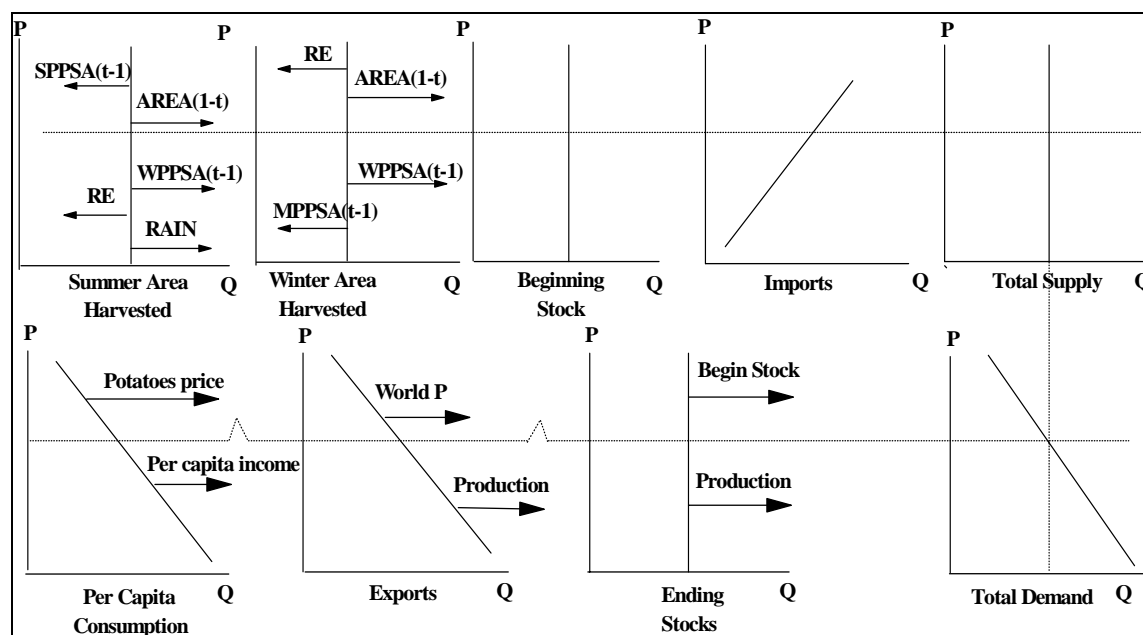 P
SPPSA(t-1)
AREA(1-t)
WPPSA(t-1)
RE
RAIN
Summer Area
Harvested
Q
P
RE
AREA(1-t)
WPPSA(t-1)
MPPSA(t-1)
Winter Area
Harvested
Q
P
Beginning
Stock
Q
P
Imports
Q
P
Total Supply
Q
P
Potatoes price
Per capita income
Per Capita
Consumption
Q
P
World P
Production
Exports
Q
P
Begin Stock
Production
Ending
Stocks
Q
P
Total Demand
Q